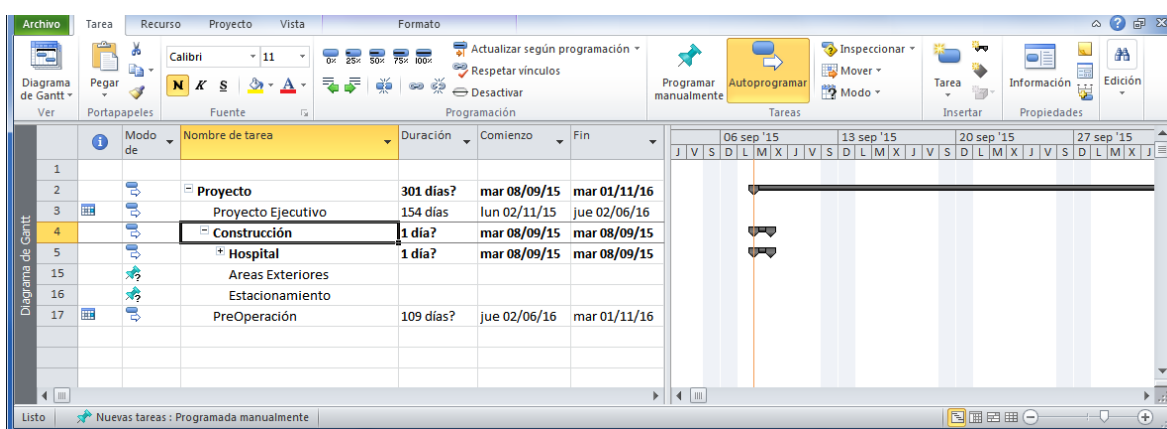 Archivo Tarea Recurso Proyecto Vista Formato
Diagrama de Gantt
Ver
Pegar
Portapapeles
Calibri 11
N K S A
Fuente
0% 25% 50% 75% 100%
Actualizar según programación
Respetar vínculos
Desactivar
Programación
Programar manualmente
Autoprogramar
Inspeccionar
Mover
Modo
Tareas
Tarea
Insertar
Información
Propiedades
Edición
Modo de Nombre de tarea Duración Comienzo Fin
06 sep '15 13 sep '15 20 sep '15 27 sep '15
J V S D L M X J V S D L M X J V S D L M X J V S D L M X J
1
2 Proyecto 301 días? mar 08/09/15 mar 01/11/16
3 Proyecto Ejecutivo 154 días lun 02/11/15 jue 02/06/16
4 Construcción 1 día? mar 08/09/15 mar 08/09/15
5 Hospital 1 día? mar 08/09/15 mar 08/09/15
15 Areas Exteriores
16 Estacionamiento
17 PreOperación 109 días? jue 02/06/16 mar 01/11/16
Diagrama de Gantt
Listo Nuevas tareas : Programada manualmente